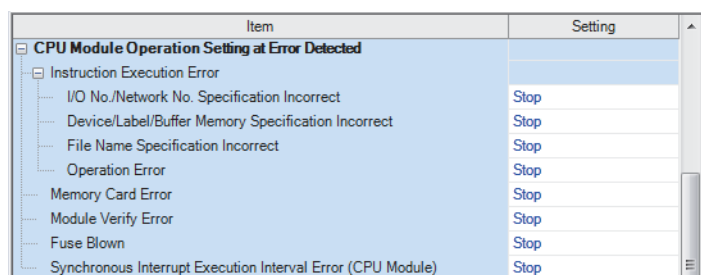 Item Setting
CPU Module Operation Setting at Error Detected
Instruction Execution Error
I/O No./Network No. Specification Incorrect Stop
Device/Label/Buffer Memory Specification Incorrect Stop
File Name Specification Incorrect Stop
Operation Error Stop
Memory Card Error Stop
Module Verify Error Stop
Fuse Blown Stop
Synchronous Interrupt Execution Interval Error (CPU Module) Stop